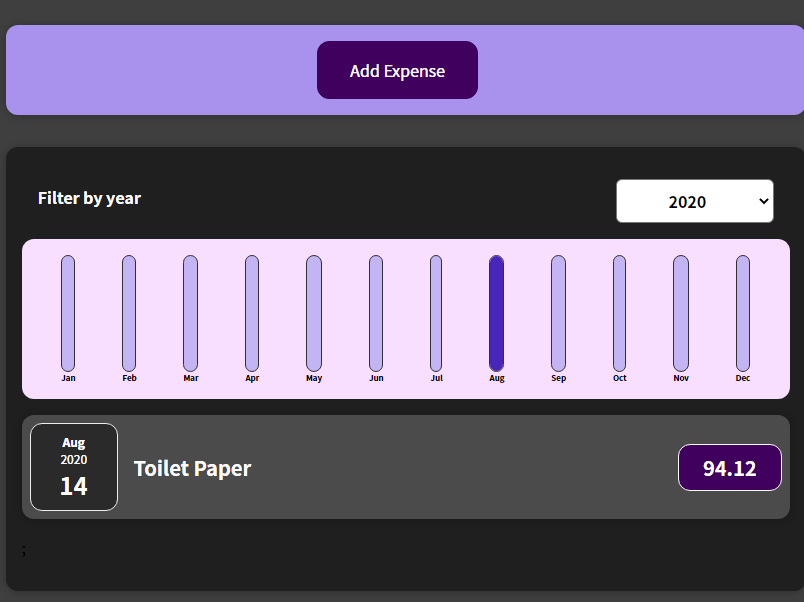 Add Expense
Filter by year
2020
Jan Feb Mar Apr May Jun Jul Aug Sep Oct Nov Dec
Aug
2020
14
Toilet Paper
94.12
;